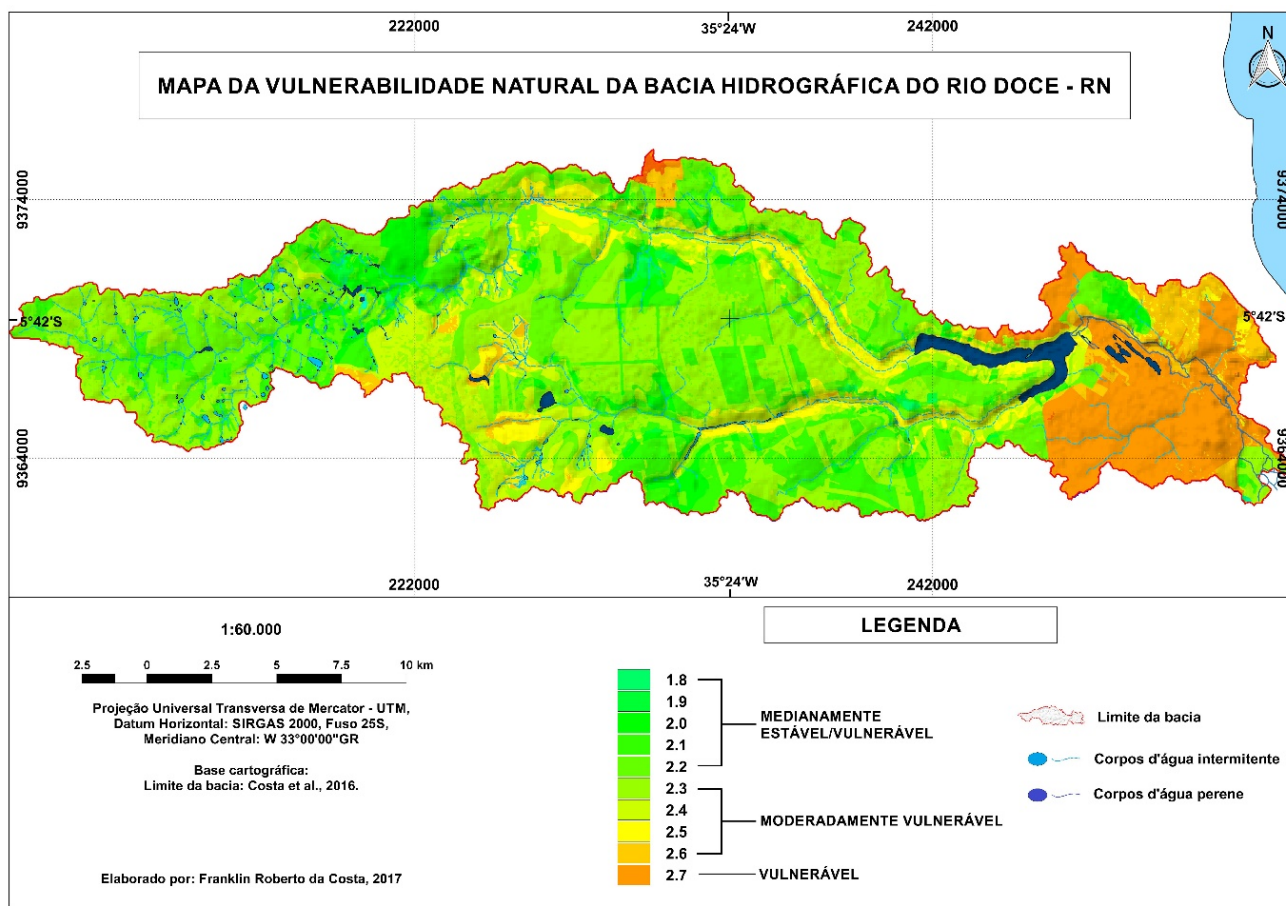 222000
35°24'W
242000
N
MAPA DA VULNERABILIDADE NATURAL DA BACIA HIDROGRÁFICA DO RIO DOCE - RN
9374000
9374000
5°42'S
5°42'S
9364000
9364000
222000
35°24'W
242000
1:60.000
2.5 0 2.5 5 7.5 10 km
Projeção Universal Transversa de Mercator - UTM,
Datum Horizontal: SIRGAS 2000, Fuso 25S,
Meridiano Central: W 33°00'00"GR
Base cartográfica:
Limite da bacia: Costa et al., 2016.
Elaborado por: Franklin Roberto da Costa, 2017
LEGENDA
1.8
1.9
2.0
2.1
2.2
2.3
2.4
2.5
2.6
2.7
MEDIANAMENTE
ESTÁVEL/VULNERÁVEL
MODERADAMENTE VULNERÁVEL
VULNERÁVEL
Limite da bacia
Corpos d'água intermitente
Corpos d'água perene